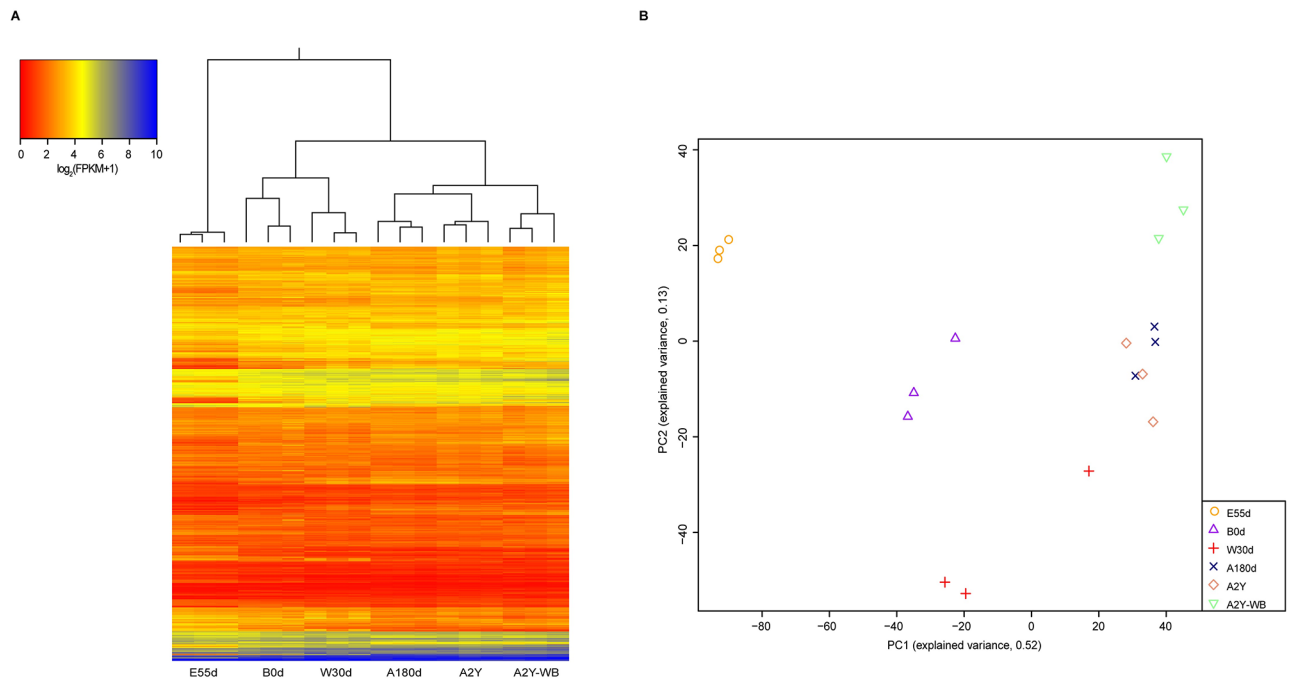 A
0 2 4 6 8 10
log2(FPKM+1)
E55d B0d W30d A180d A2Y A2Y-WB
B
40
20
0
−20
−40
PC2 (explained variance, 0.13)
−80 −60 −40 −20 0 20 40
PC1 (explained variance, 0.52)
E55d
B0d
W30d
A180d
A2Y
A2Y-WB